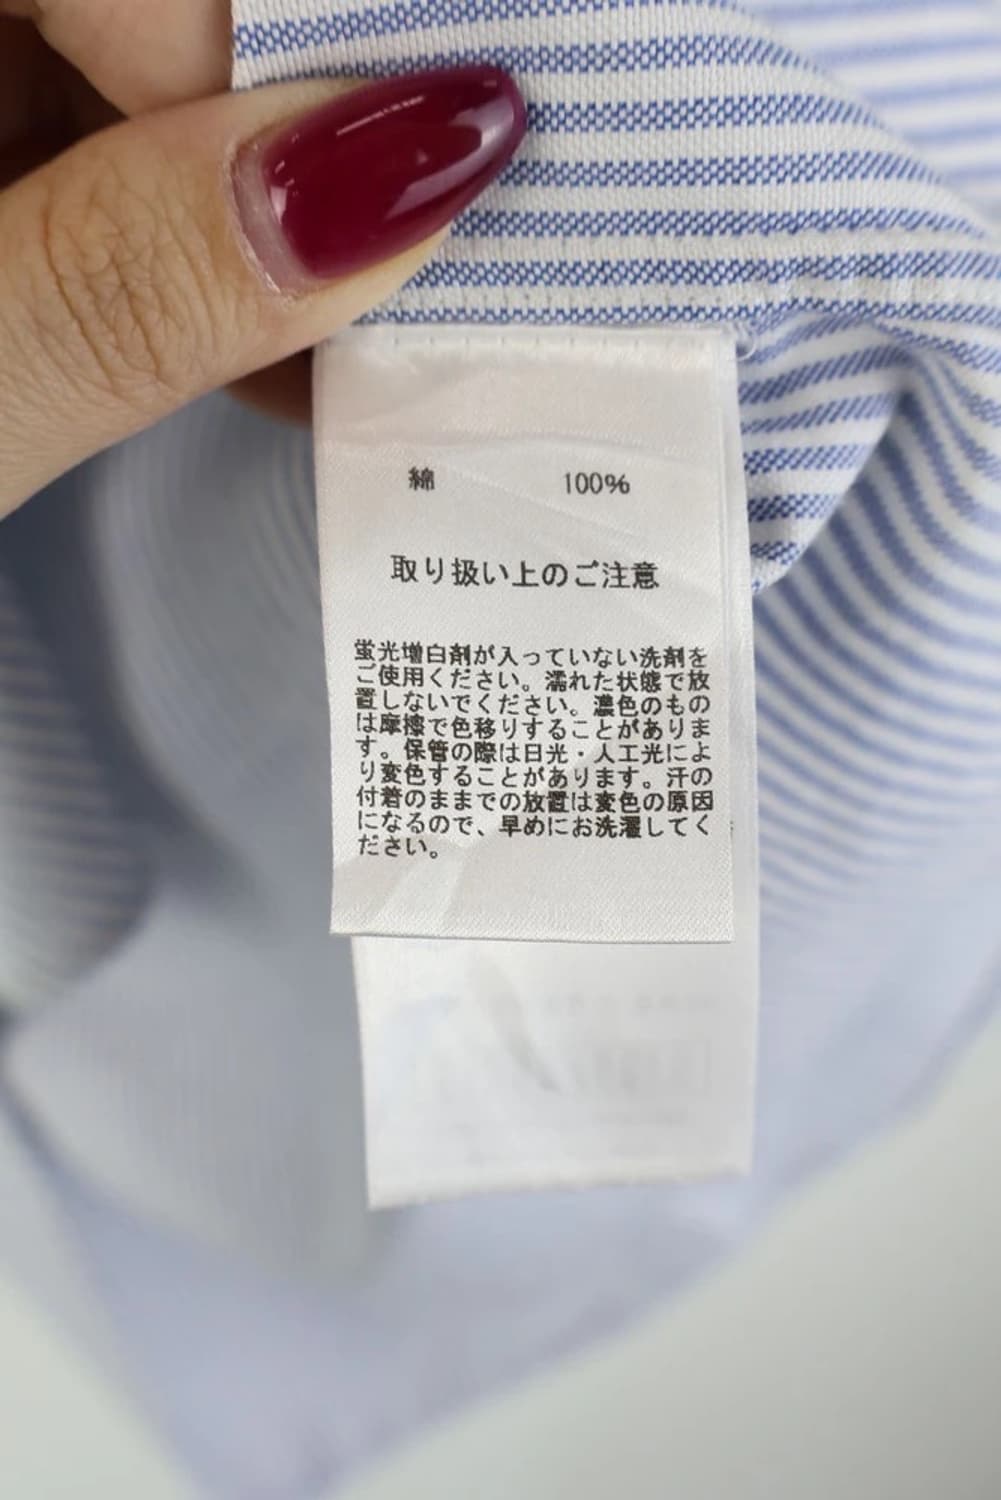 綿 100%
取り扱い上のご注意
蛍光増白剤が入っていない洗剤を
ご使用ください。濡れた状態で放
置しないでください。濃色のもの
は摩擦で色移りすることがありま
す。保管の際は日光・人工光によ
り変色することがあります。汗の
付着のままでの放置は変色の原因
になるので、早めにお洗濯してく
ださい。